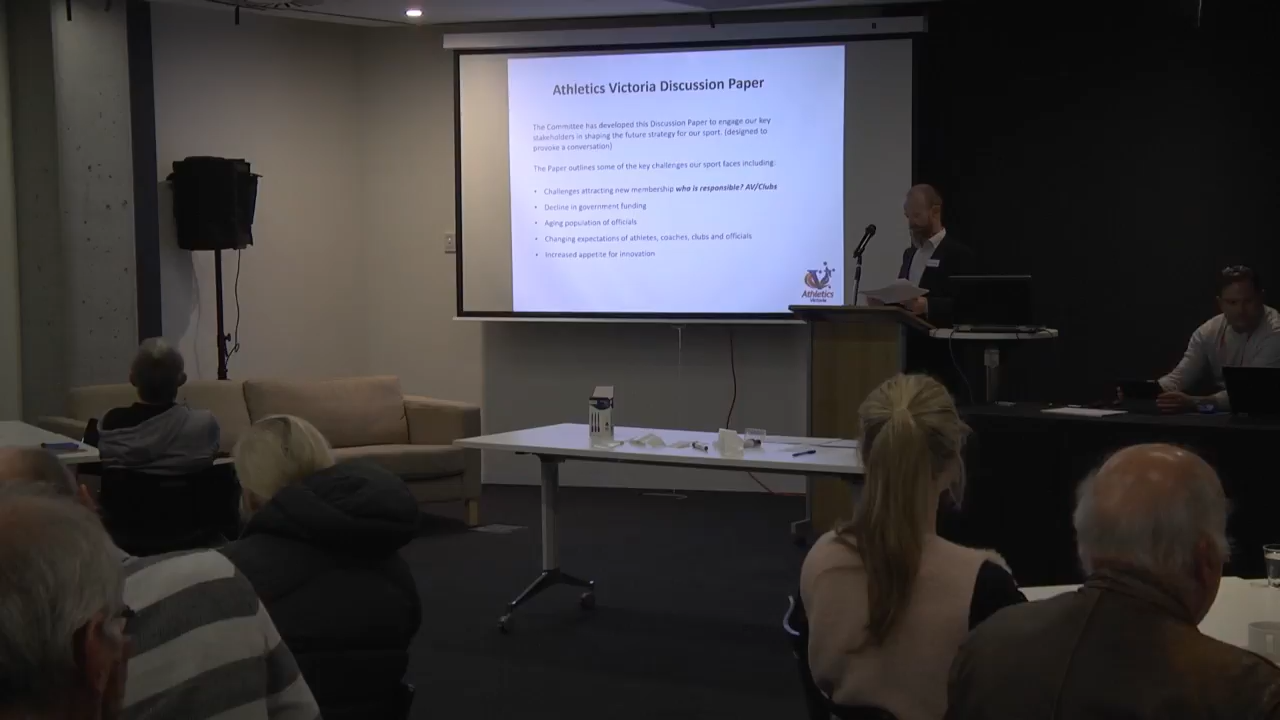 Athletics Victoria Discussion Paper
The Committee has developed this Discussion Paper to engage our key
stakeholders in shaping the future strategy for our sport. (designed to
provoke a conversation)
The Paper outlines some of the key challenges our sport faces including:
• Challenges attracting new membership who is responsible? AV/Clubs
• Decline in government funding
• Aging population of officials
• Changing expectations of athletes, coaches, clubs and officials
• Increased appetite for innovation
Athletics
Victoria